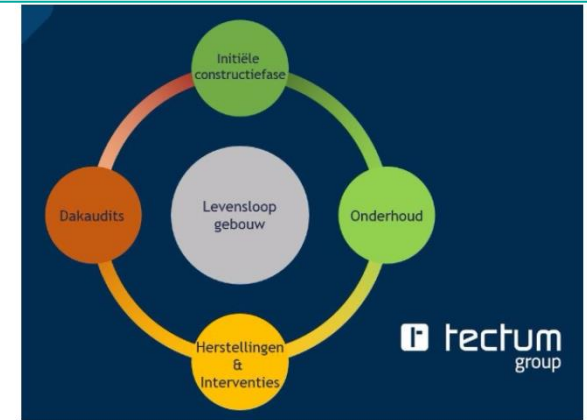 Initiële
constructiefase
Dakaudits
Levensloop
gebouw
Onderhoud
Herstellingen
&
Interventies
tectum
group